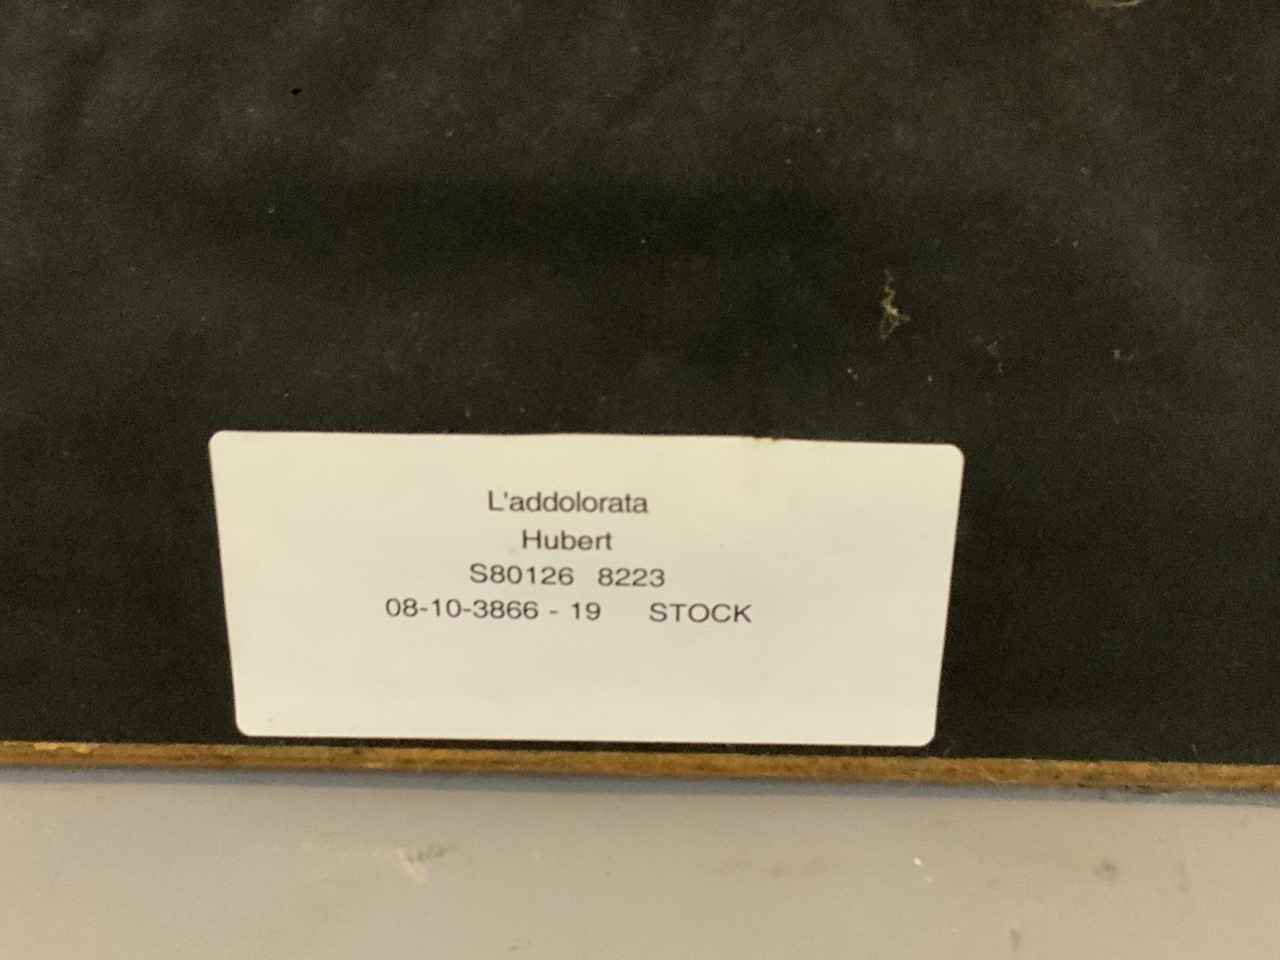 L'addolorata
Hubert
S80126 8223
08-10-3866 - 19 STOCK